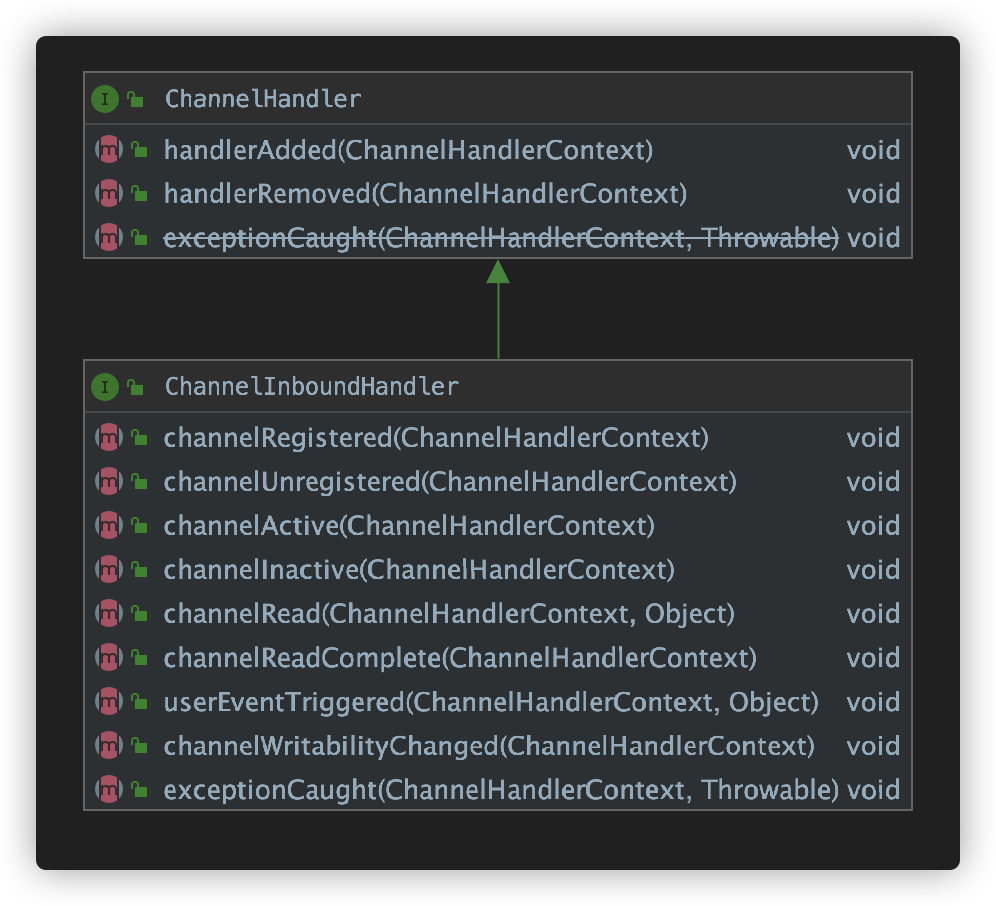 I ChannelHandler
m handlerAdded(ChannelHandlerContext) void
m handlerRemoved(ChannelHandlerContext) void
m exceptionCaught(ChannelHandlerContext, Throwable) void
I ChannelInboundHandler
m channelRegistered(ChannelHandlerContext) void
m channelUnregistered(ChannelHandlerContext) void
m channelActive(ChannelHandlerContext) void
m channelInactive(ChannelHandlerContext) void
m channelRead(ChannelHandlerContext, Object) void
m channelReadComplete(ChannelHandlerContext) void
m userEventTriggered(ChannelHandlerContext, Object) void
m channelWritabilityChanged(ChannelHandlerContext) void
m exceptionCaught(ChannelHandlerContext, Throwable) void